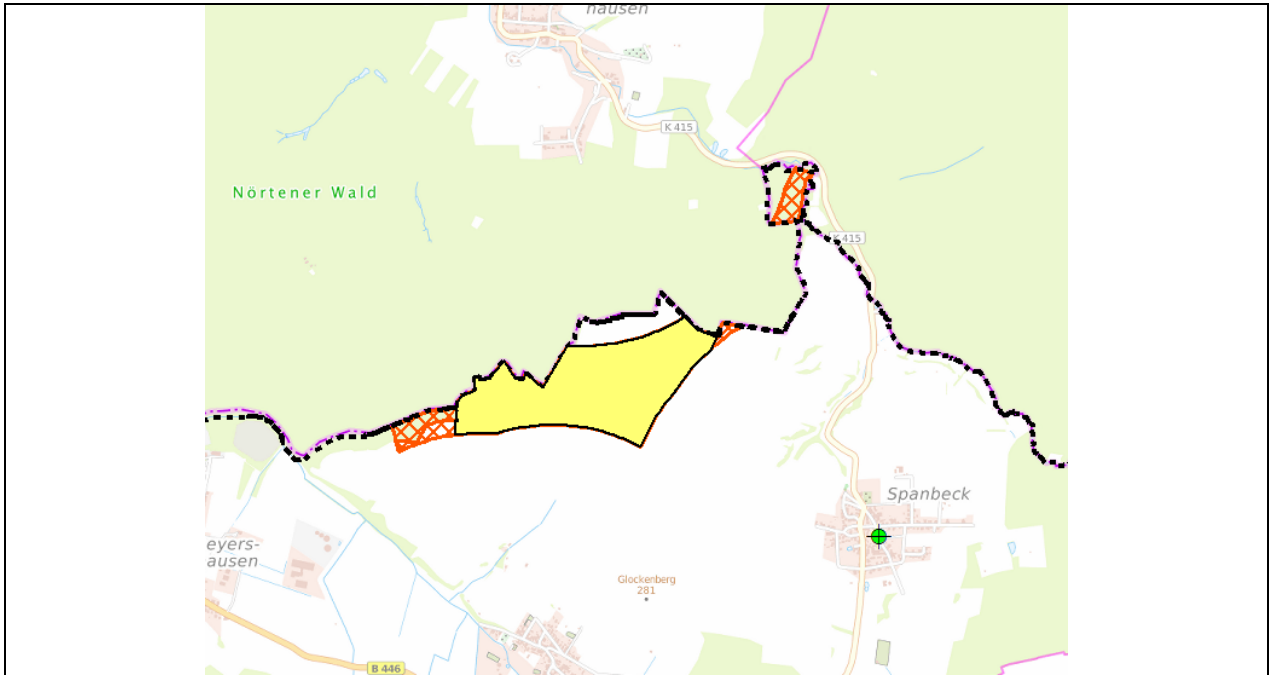 hausen
K 415
Nörtener Wald
K 415
Spanbeck
eyers-
ausen
Glockenberg
281
B 446